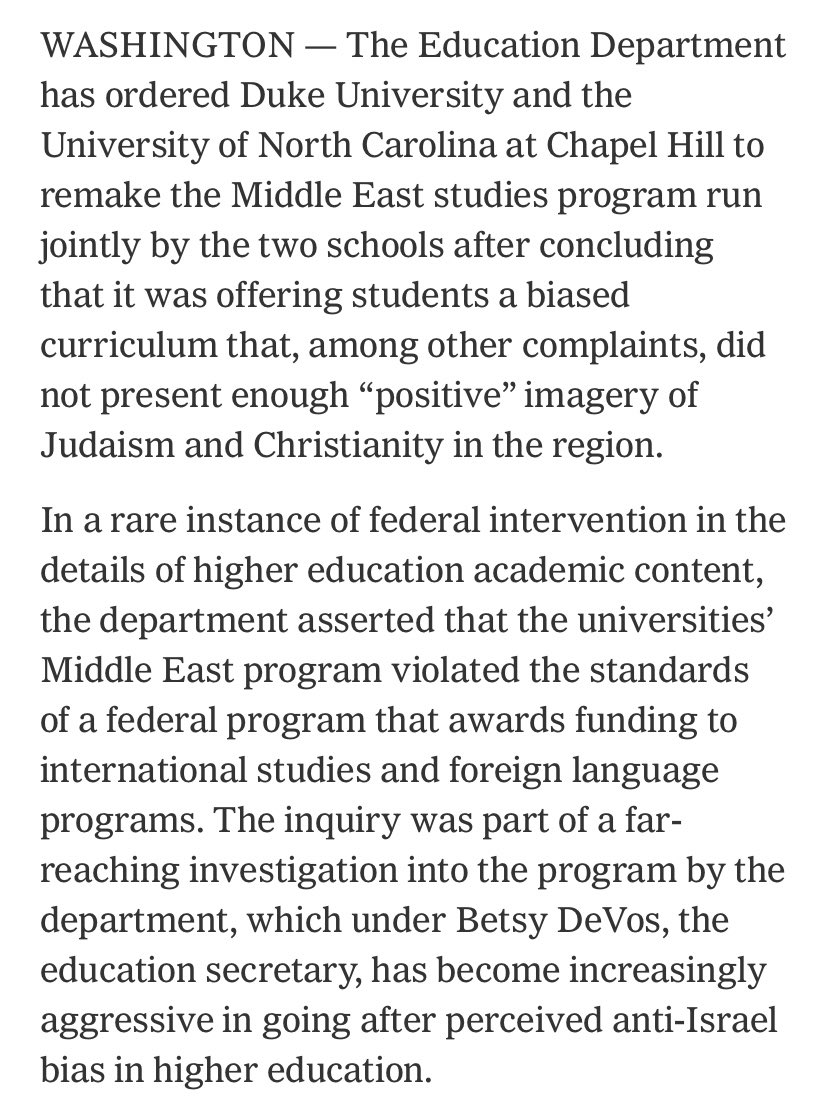 WASHINGTON — The Education Department
has ordered Duke University and the
University of North Carolina at Chapel Hill to
remake the Middle East studies program run
jointly by the two schools after concluding
that it was offering students a biased
curriculum that, among other complaints, did
not present enough “positive” imagery of
Judaism and Christianity in the region.
In a rare instance of federal intervention in the
details of higher education academic content,
the department asserted that the universities’
Middle East program violated the standards
of a federal program that awards funding to
international studies and foreign language
programs. The inquiry was part of a far-
reaching investigation into the program by the
department, which under Betsy DeVos, the
education secretary, has become increasingly
aggressive in going after perceived anti-Israel
bias in higher education.